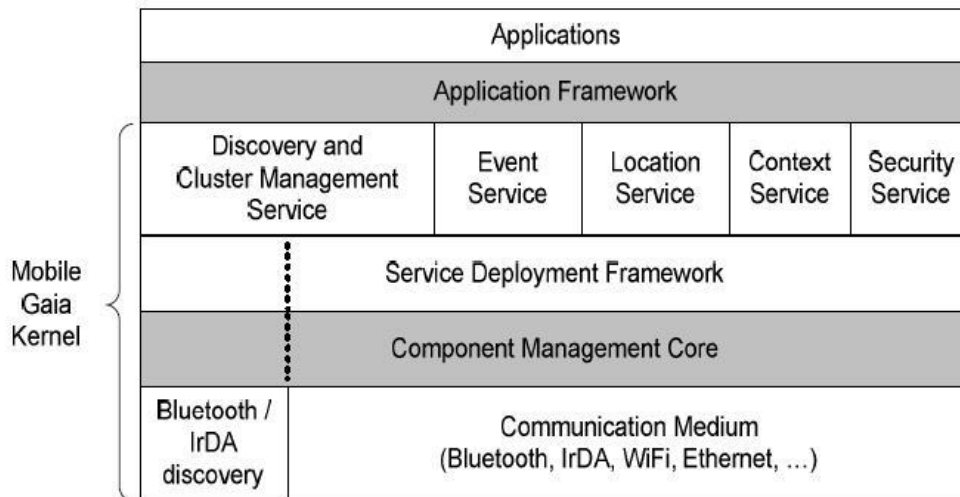 Applications
Application Framework
Discovery and
Cluster Management
Service
Event
Service
Location
Service
Context
Service
Security
Service
Service Deployment Framework
Mobile
Gaia
Kernel
Component Management Core
Bluetooth /
IrDA
discovery
Communication Medium
(Bluetooth, IrDA, WiFi, Ethernet, ...)